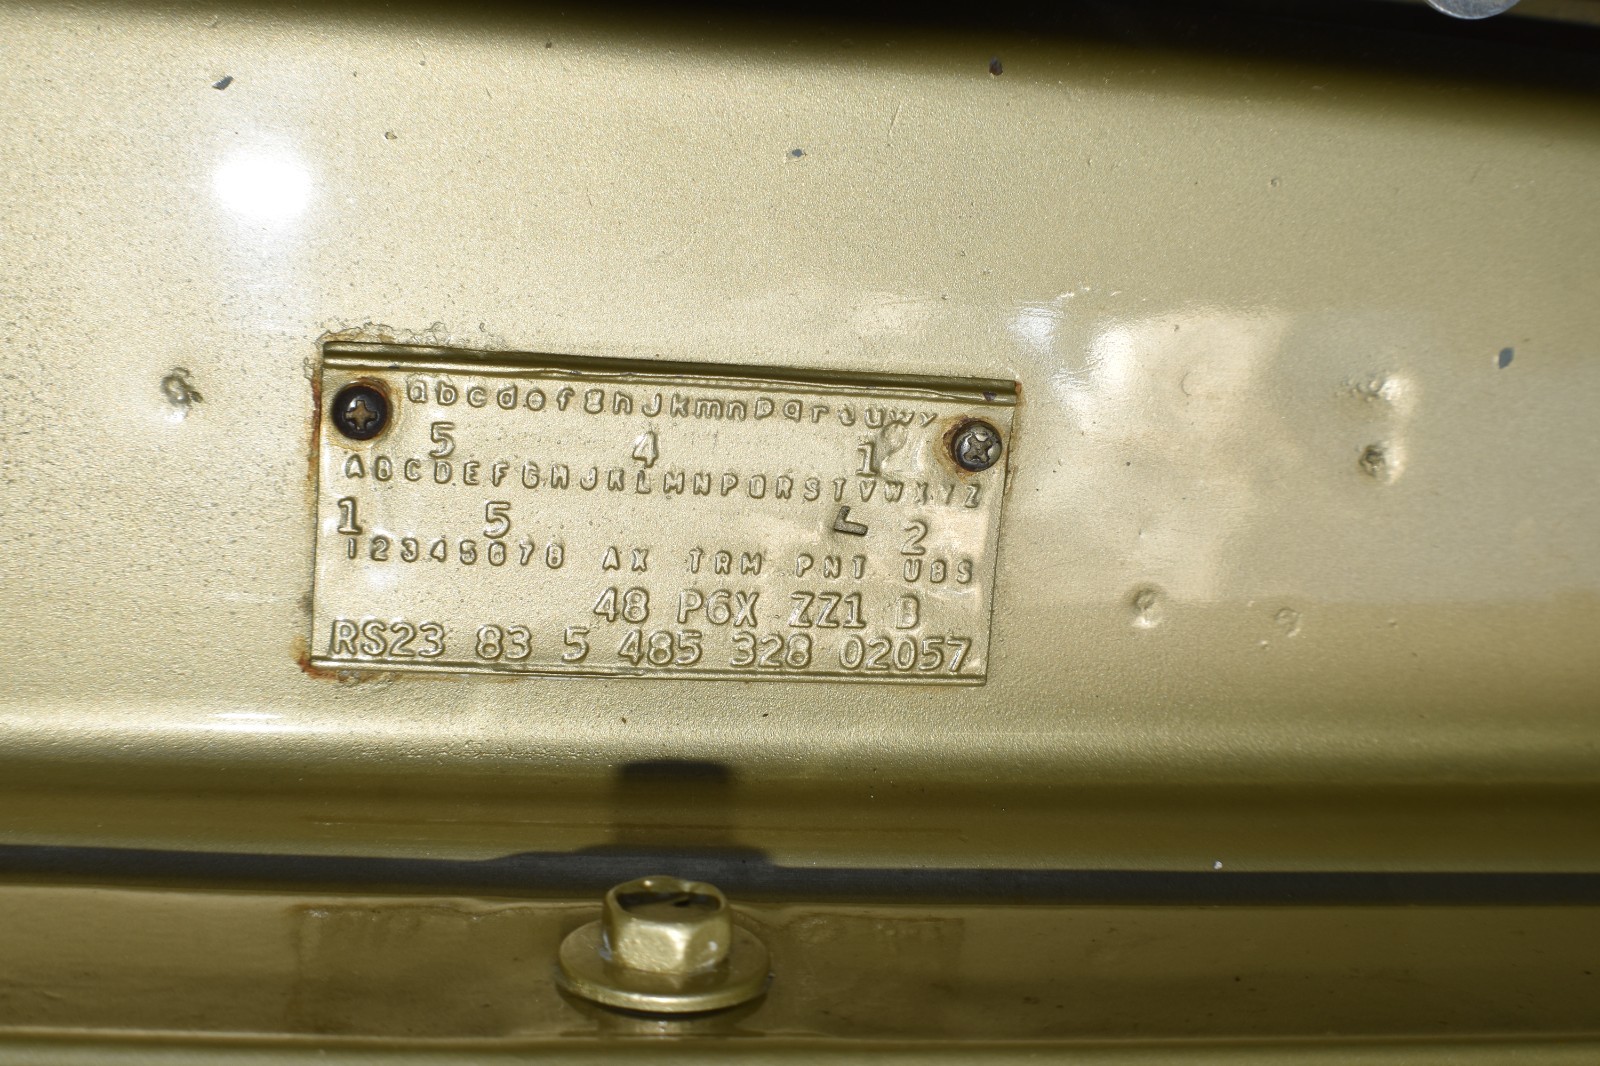 abcdefghJkmnpqrtuwy
5 4 1
ABCDEFGHJKLMNPQRSTVWXYZ
1 5 L 2
12345678 AX TRM PNT UBS
48 P6X ZZ1 B
RS23 83 5 485 328 02057